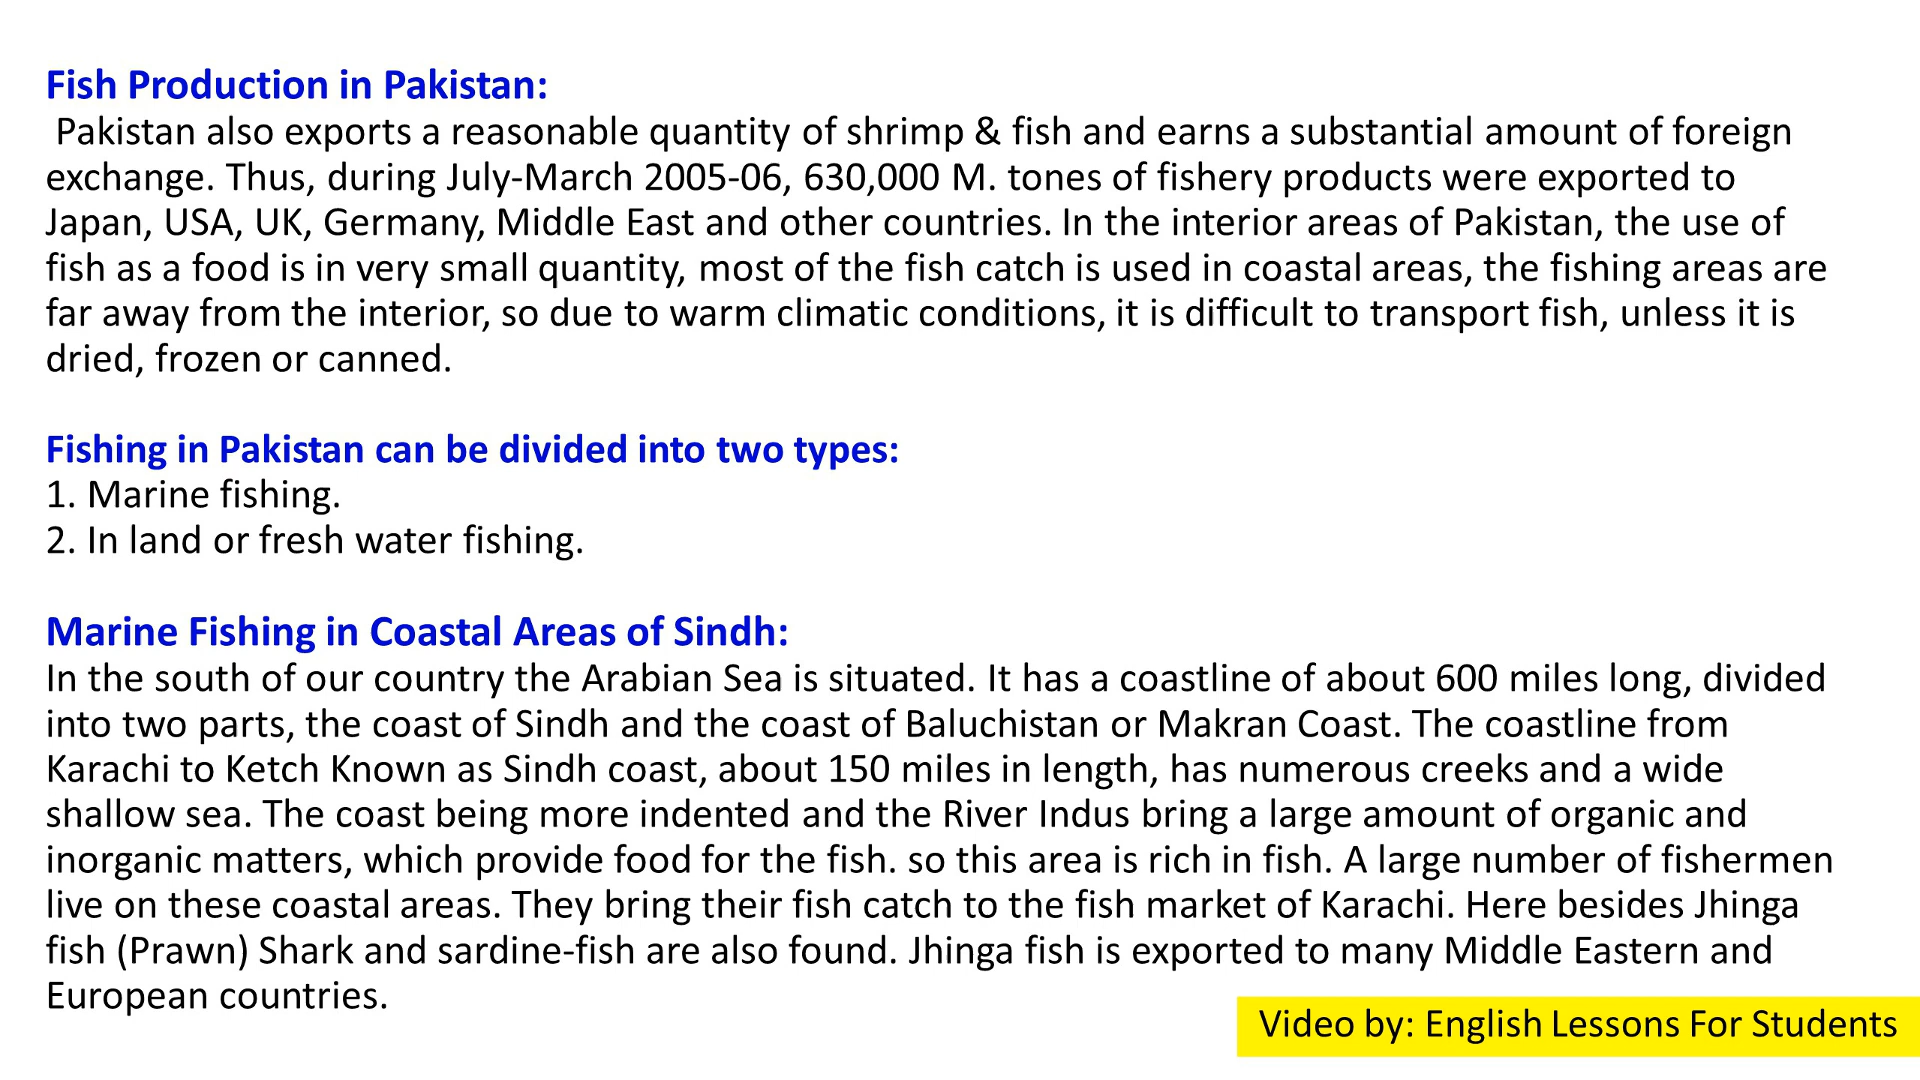 Fish Production in Pakistan:
Pakistan also exports a reasonable quantity of shrimp & fish and earns a substantial amount of foreign
exchange. Thus, during July-March 2005-06, 630,000 M. tones of fishery products were exported to
Japan, USA, UK, Germany, Middle East and other countries. In the interior areas of Pakistan, the use of
fish as a food is in very small quantity, most of the fish catch is used in coastal areas, the fishing areas are
far away from the interior, so due to warm climatic conditions, it is difficult to transport fish, unless it is
dried, frozen or canned.
Fishing in Pakistan can be divided into two types:
1. Marine fishing.
2. In land or fresh water fishing.
Marine Fishing in Coastal Areas of Sindh:
In the south of our country the Arabian Sea is situated. It has a coastline of about 600 miles long, divided
into two parts, the coast of Sindh and the coast of Baluchistan or Makran Coast. The coastline from
Karachi to Ketch Known as Sindh coast, about 150 miles in length, has numerous creeks and a wide
shallow sea. The coast being more indented and the River Indus bring a large amount of organic and
inorganic matters, which provide food for the fish. so this area is rich in fish. A large number of fishermen
live on these coastal areas. They bring their fish catch to the fish market of Karachi. Here besides Jhinga
fish (Prawn) Shark and sardine-fish are also found. Jhinga fish is exported to many Middle Eastern and
European countries.
Video by: English Lessons For Students